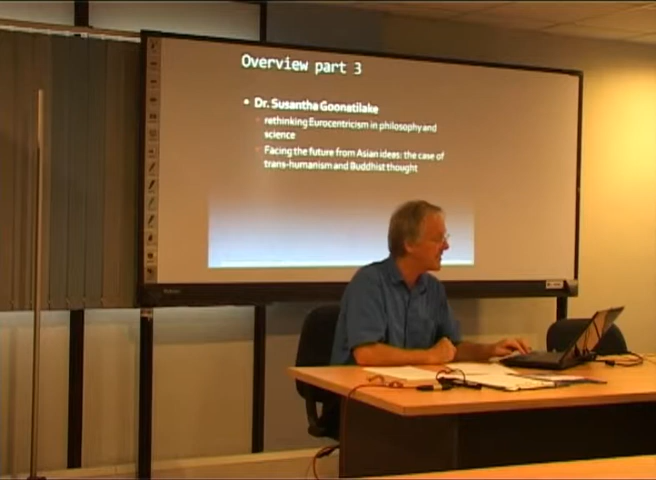 Overview part 3
• Dr. Susantha Goonatilake
rethinking Eurocentricism in philosophy and
science
Facing the future from Asian ideas: the case of
trans-humanism and Buddhist thought